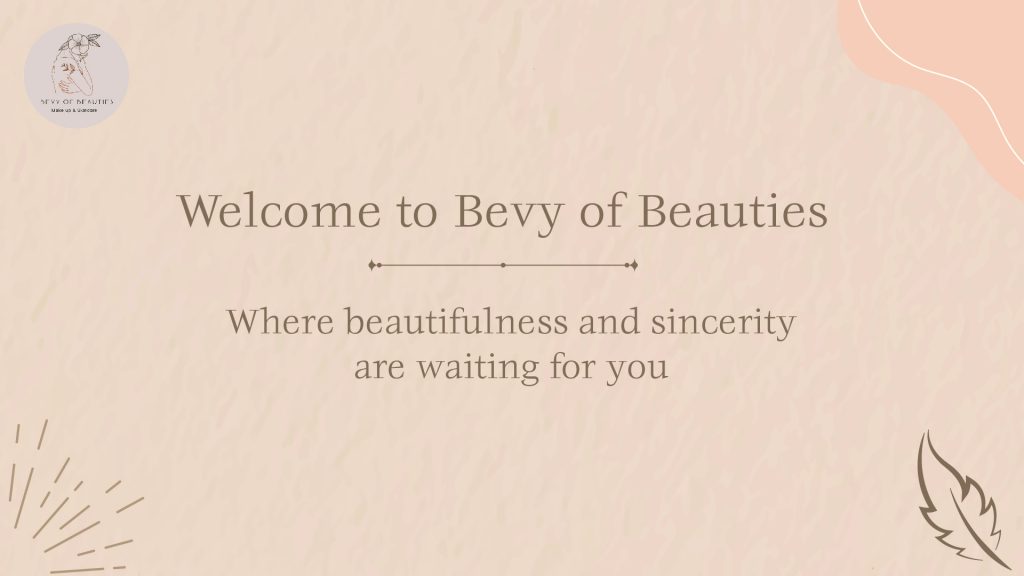 BEVY OF BEAUTIES
Make up & Skincare
Welcome to Bevy of Beauties
Where beautifulness and sincerity
are waiting for you